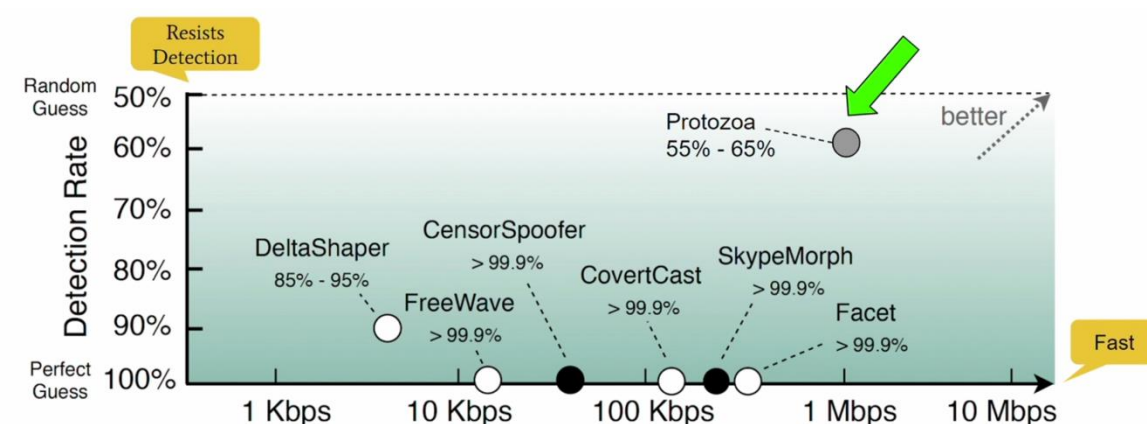 Resists
Detection
Random
Guess
50%
better
Protozoa
55% - 65%
60%
Detection Rate
70%
CensorSpoofer
> 99.9%
DeltaShaper
85% - 95%
80%
CovertCast
> 99.9%
SkypeMorph
> 99.9%
FreeWave
> 99.9%
Facet
> 99.9%
90%
Fast
Perfect
Guess
100%
1 Kbps
10 Kbps
100 Kbps
1 Mbps
10 Mbps